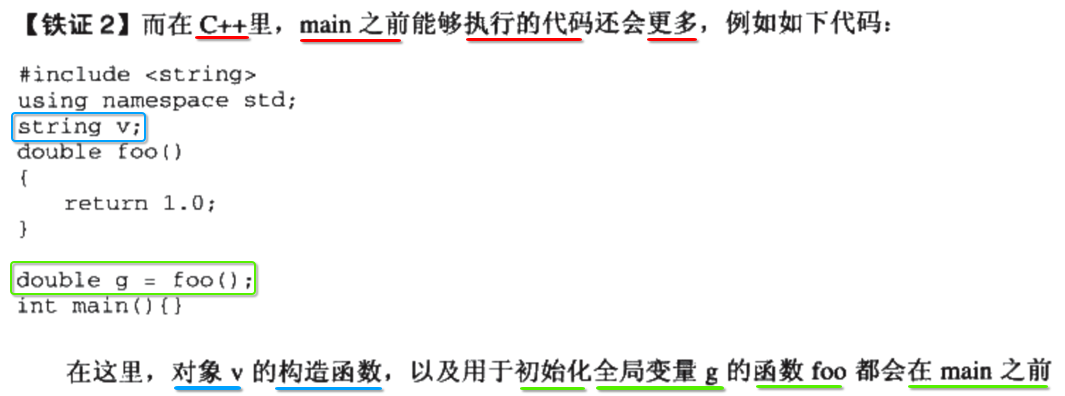 【铁证 2】而在 C++里，main 之前能够执行的代码还会更多，例如如下代码：
#include <string>
using namespace std;
string v;
double foo()
{
    return 1.0;
}
double g = foo();
int main(){}
在这里，对象 v 的构造函数，以及用于初始化全局变量 g 的函数 foo 都会在 main 之前